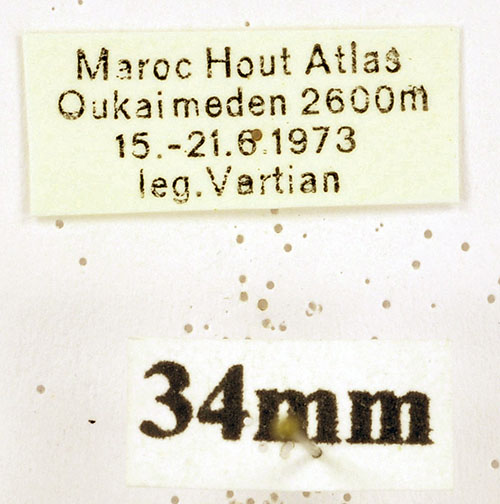 Maroc Hout Atlas
Oukaimeden 2600m
15.-21.6.1973
leg. Vartian
34mm